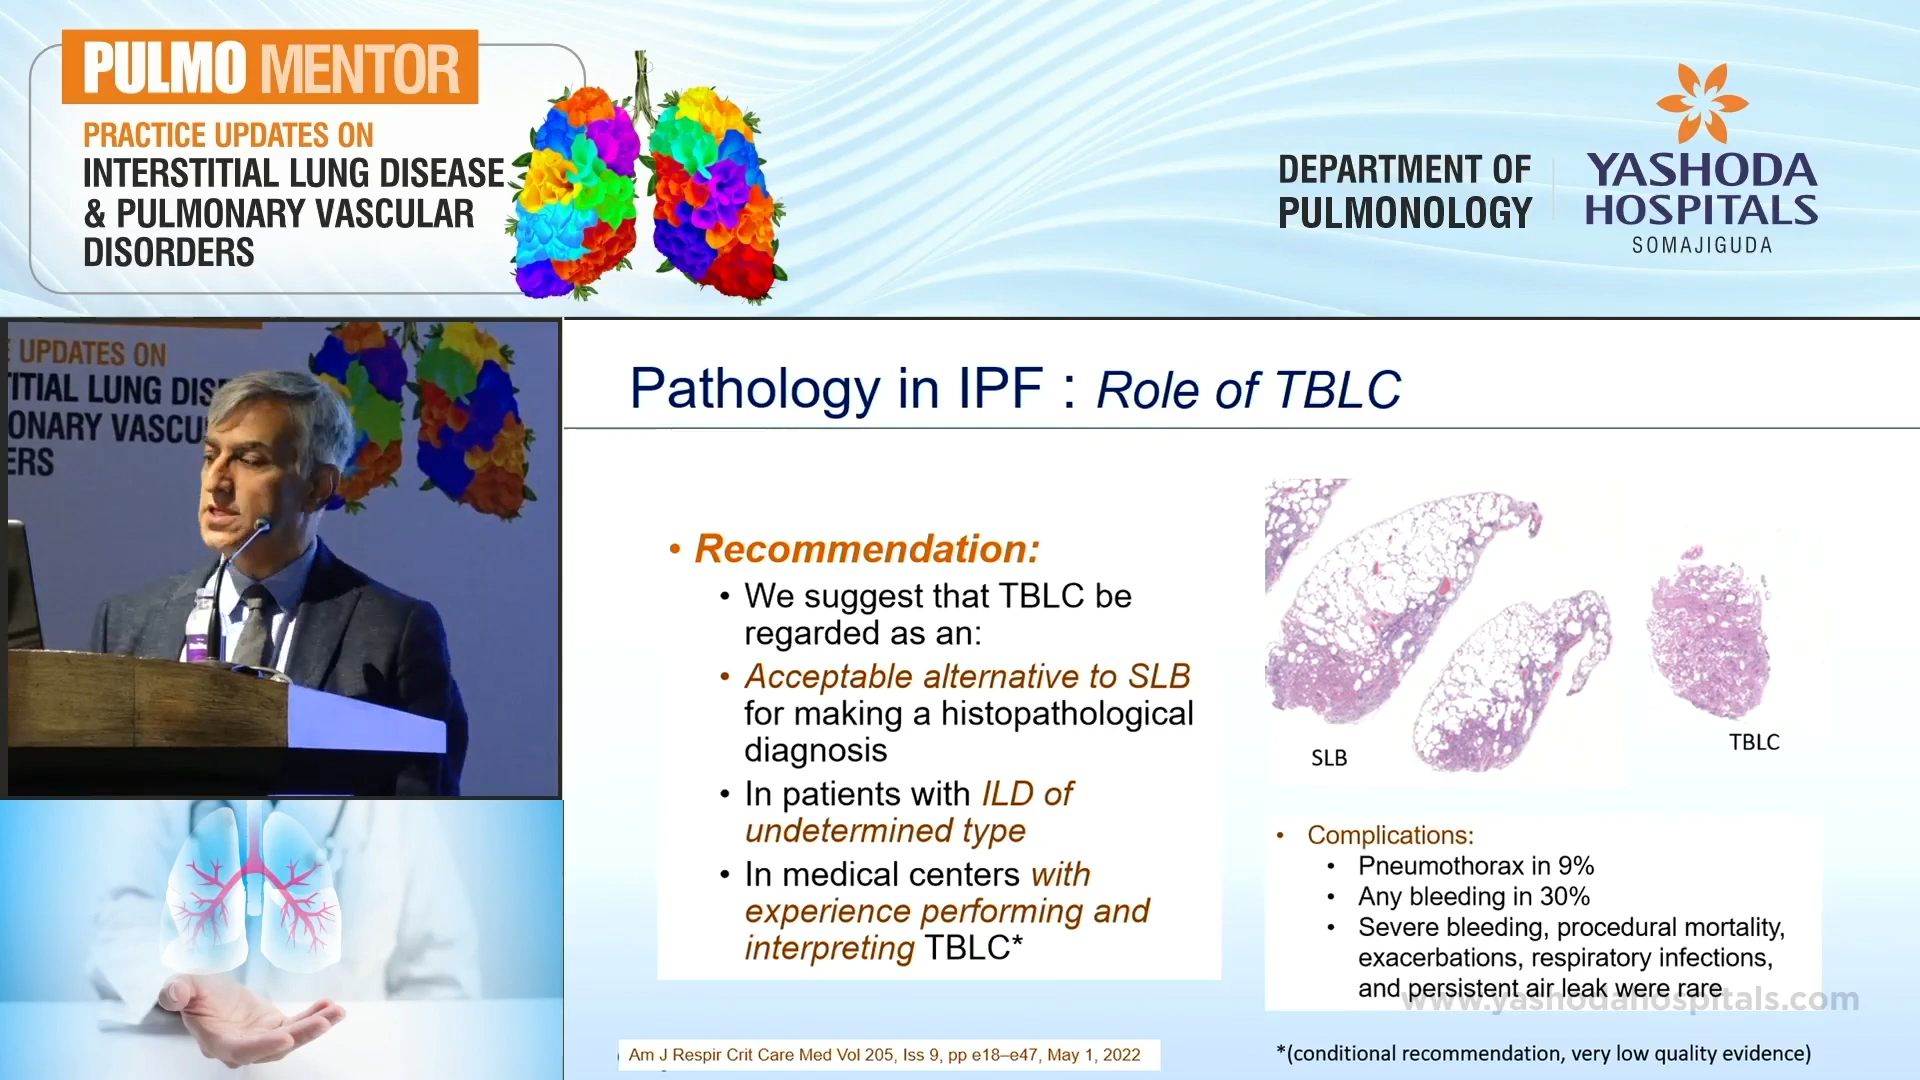 PULMO MENTOR
PRACTICE UPDATES ON
INTERSTITIAL LUNG DISEASE
& PULMONARY VASCULAR
DISORDERS
DEPARTMENT OF
PULMONOLOGY
YASHODA
HOSPITALS
SOMAJIGUDA
UPDATES ON
TITIAL LUNG DIS
ONARY VASCU
ERS
Pathology in IPF : Role of TBLC
• Recommendation:
• We suggest that TBLC be
regarded as an:
• Acceptable alternative to SLB
for making a histopathological
diagnosis
• In patients with ILD of
undetermined type
• In medical centers with
experience performing and
interpreting TBLC*
SLB
TBLC
• Complications:
• Pneumothorax in 9%
• Any bleeding in 30%
• Severe bleeding, procedural mortality,
exacerbations, respiratory infections,
and persistent air leak were rare
www.yashodahospitals.com
Am J Respir Crit Care Med Vol 205, Iss 9, pp e18–e47, May 1, 2022
*(conditional recommendation, very low quality evidence)